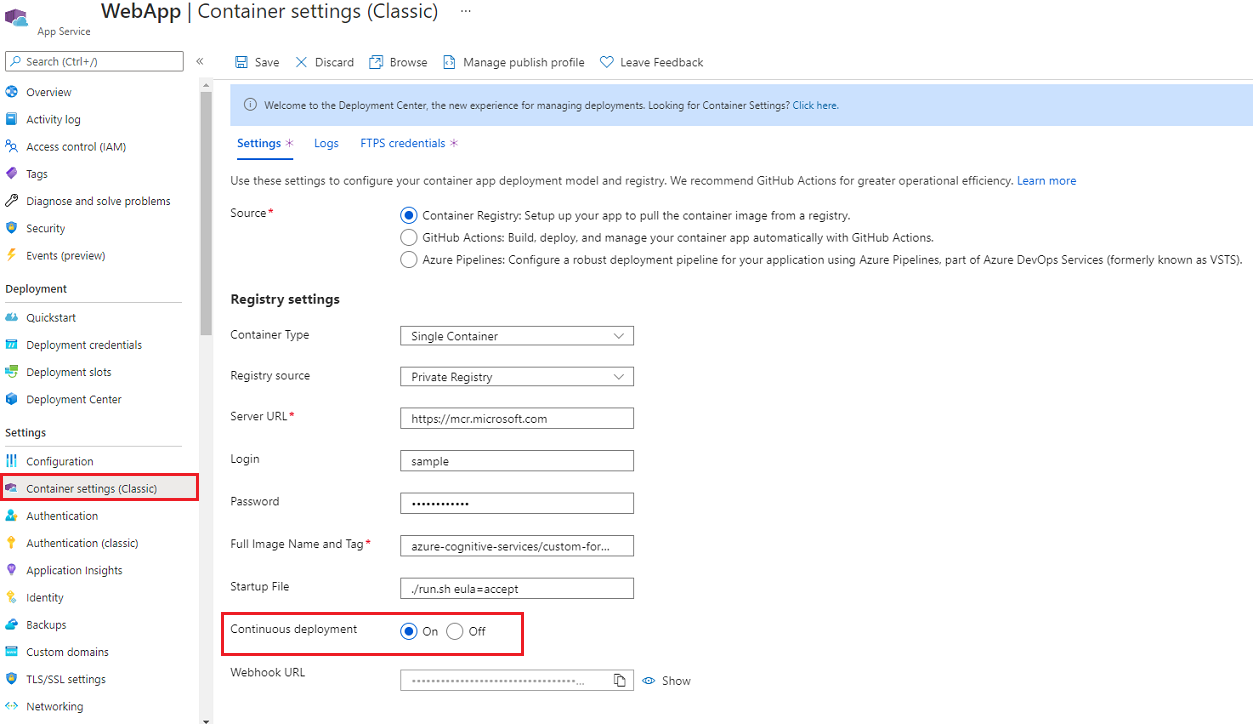 WebApp | Container settings (Classic) ...
App Service
Search (Ctrl+/)
«
Overview
Activity log
Access control (IAM)
Tags
Diagnose and solve problems
Security
Events (preview)
Deployment
Quickstart
Deployment credentials
Deployment slots
Deployment Center
Settings
Configuration
Container settings (Classic)
Authentication
Authentication (classic)
Application Insights
Identity
Backups
Custom domains
TLS/SSL settings
Networking
Save Discard Browse Manage publish profile Leave Feedback
Welcome to the Deployment Center, the new experience for managing deployments. Looking for Container Settings? Click here.
Settings * Logs FTPS credentials *
Use these settings to configure your container app deployment model and registry. We recommend GitHub Actions for greater operational efficiency. Learn more
Source*
Container Registry: Setup up your app to pull the container image from a registry.
GitHub Actions: Build, deploy, and manage your container app automatically with GitHub Actions.
Azure Pipelines: Configure a robust deployment pipeline for your application using Azure Pipelines, part of Azure DevOps Services (formerly known as VSTS).
Registry settings
Container Type Single Container
Registry source Private Registry
Server URL* https://mcr.microsoft.com
Login sample
Password ••••••••••••
Full Image Name and Tag* azure-cognitive-services/custom-for...
Startup File ./run.sh eula=accept
Continuous deployment On Off
Webhook URL ••••••••••••••••••••••••••••••••••... Show